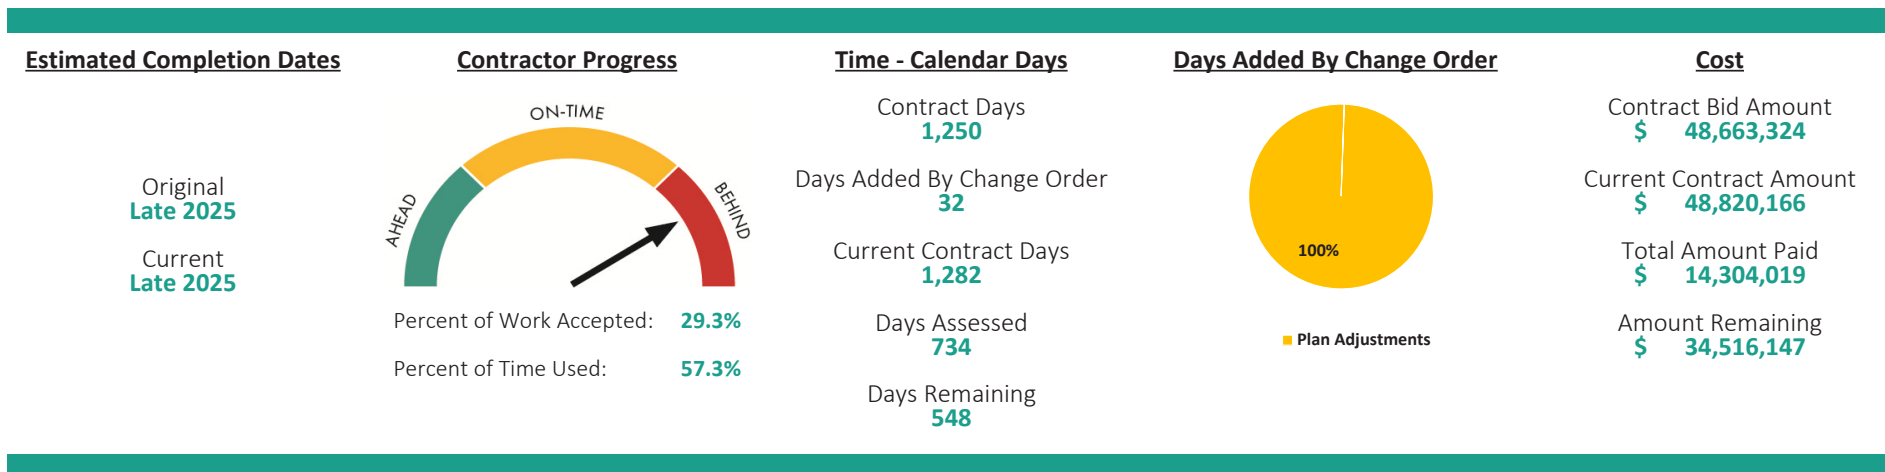 Estimated Completion Dates
Original
Late 2025
Current
Late 2025
Contractor Progress
ON-TIME
AHEAD
BEHIND
Percent of Work Accepted: 29.3%
Percent of Time Used: 57.3%
Time - Calendar Days
Contract Days
1,250
Days Added By Change Order
32
Current Contract Days
1,282
Days Assessed
734
Days Remaining
548
Days Added By Change Order
100%
Plan Adjustments
Cost
Contract Bid Amount
$ 48,663,324
Current Contract Amount
$ 48,820,166
Total Amount Paid
$ 14,304,019
Amount Remaining
$ 34,516,147